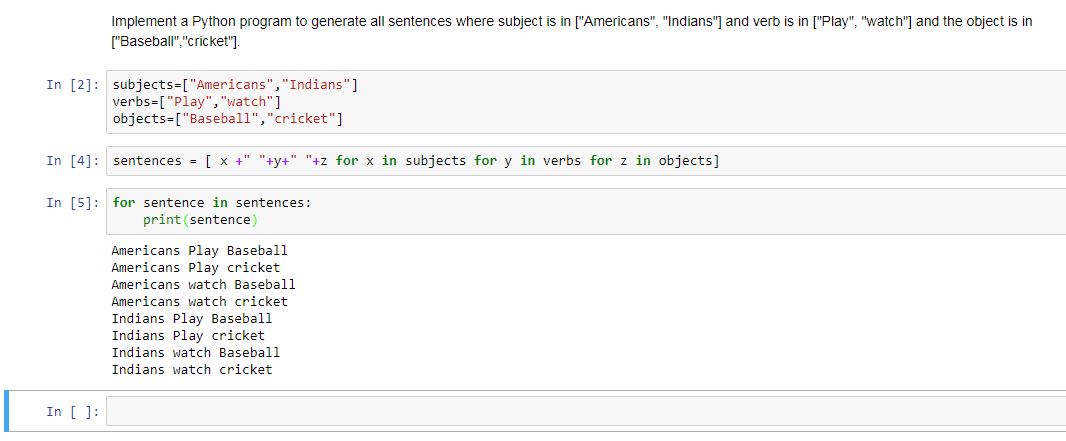 Implement a Python program to generate all sentences where subject is in ["Americans", "Indians"] and verb is in ["Play", "watch"] and the object is in
["Baseball","cricket"].
In [2]: subjects=["Americans","Indians"]
verbs=["Play","watch"]
objects=["Baseball","cricket"]
In [4]: sentences = [ x +" "+y+" "+z for x in subjects for y in verbs for z in objects]
In [5]: for sentence in sentences:
    print(sentence)
Americans Play Baseball
Americans Play cricket
Americans watch Baseball
Americans watch cricket
Indians Play Baseball
Indians Play cricket
Indians watch Baseball
Indians watch cricket
In [ ]: